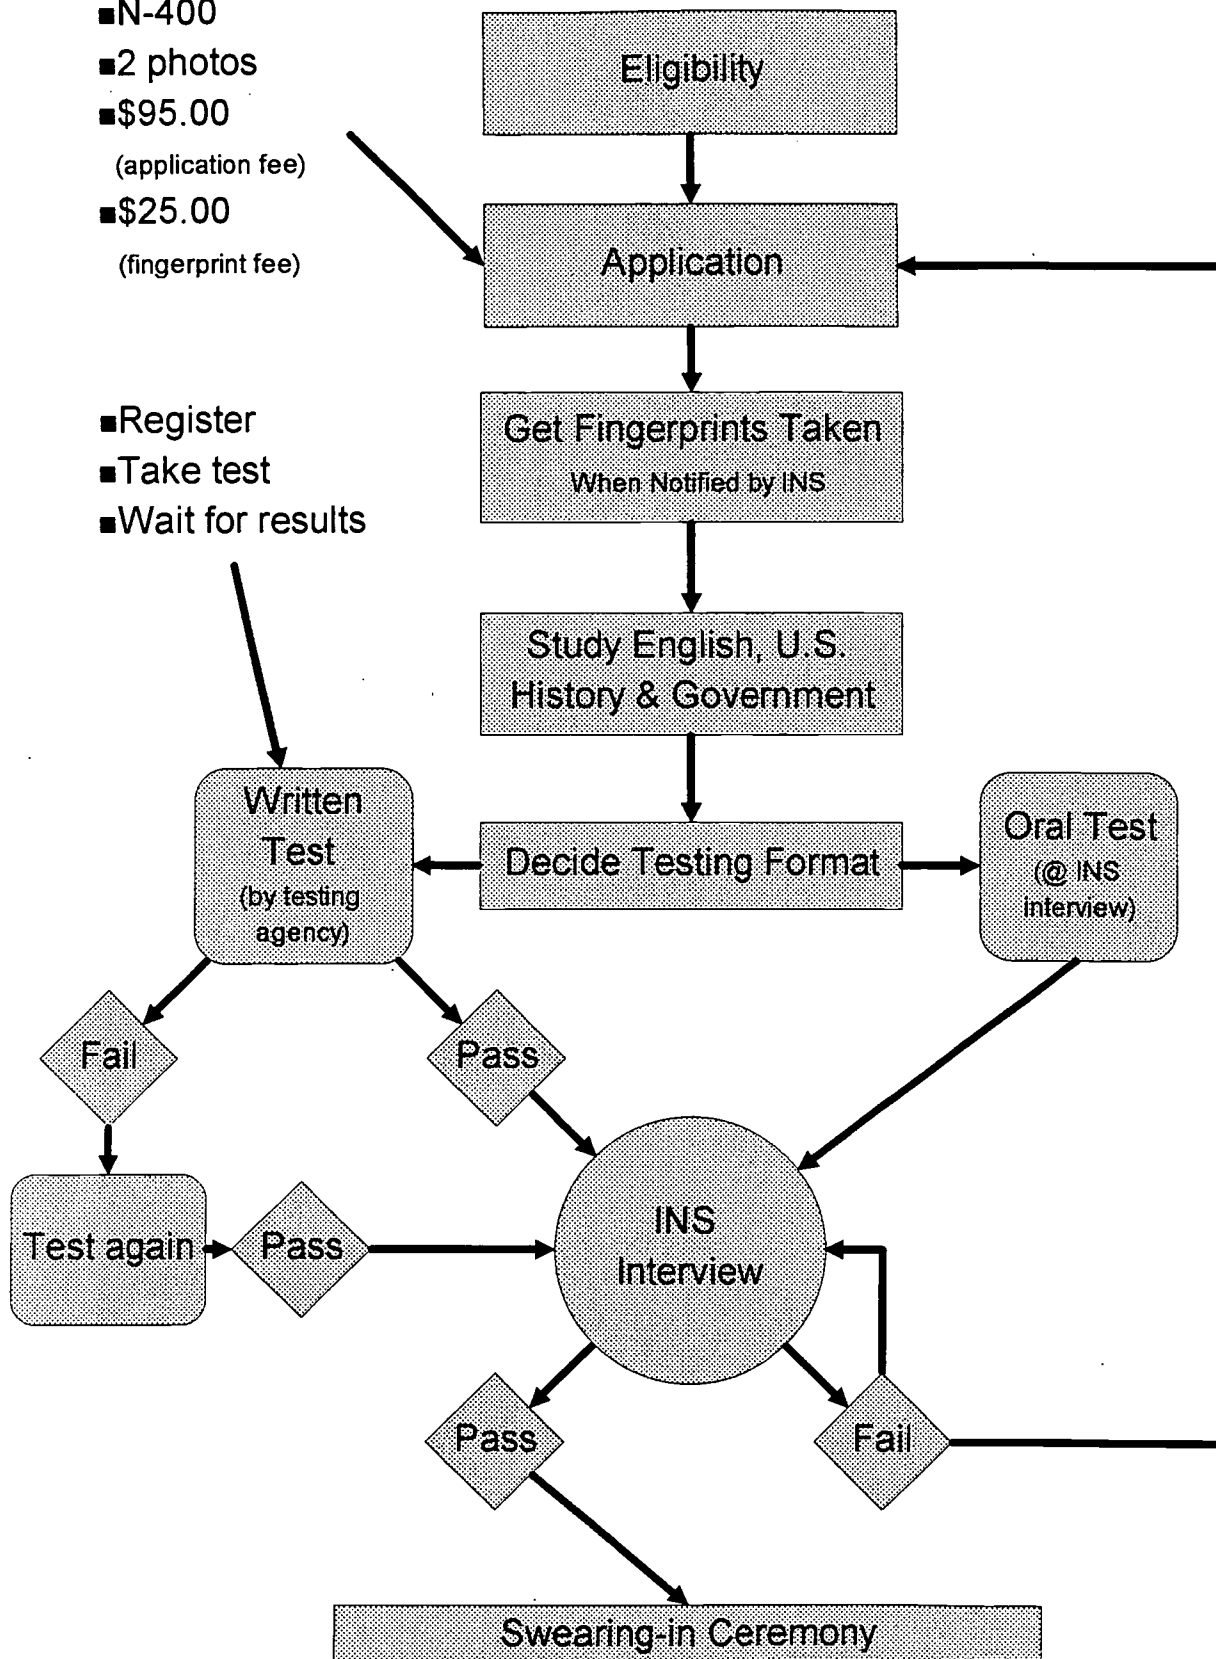 ■N-400
■2 photos
■$95.00
(application fee)
■$25.00
(fingerprint fee)
Eligibility
Application
Get Fingerprints Taken
When Notified by INS
■Register
■Take test
■Wait for results
Study English, U.S.
History & Government
Written
Test
(by testing
agency)
Decide Testing Format
Oral Test
(@ INS
interview)
Fail
Pass
Test again
Pass
INS
Interview
Pass
Fail
Swearing-in Ceremony